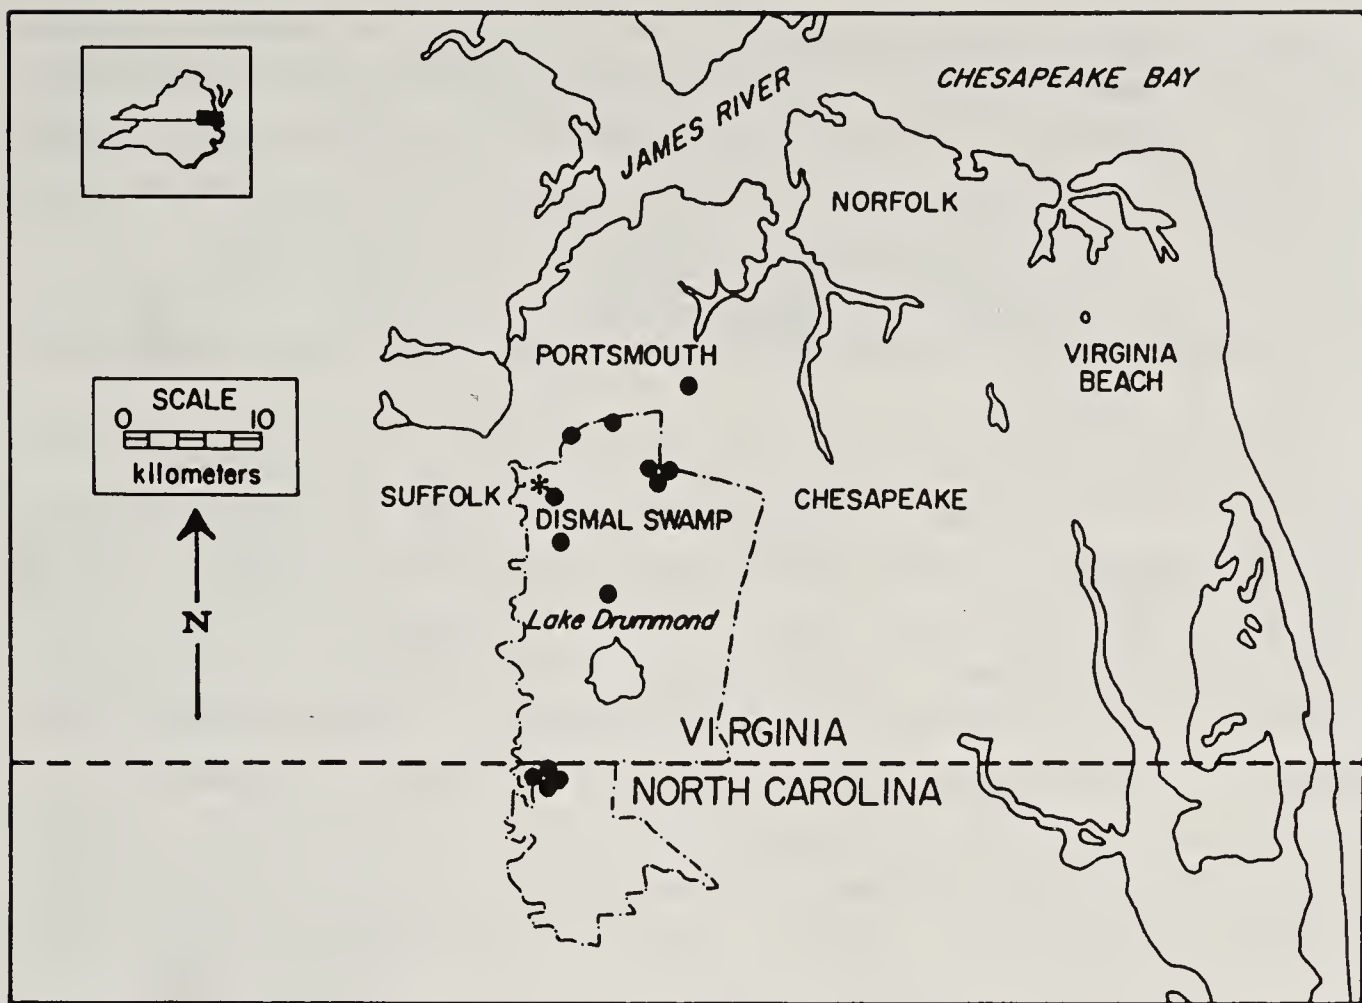 CHESAPEAKE BAY
JAMES RIVER
NORFOLK
PORTSMOUTH
VIRGINIA
BEACH
SCALE
0 10
kilometers
SUFFOLK
*
DISMAL SWAMP
CHESAPEAKE
N
Lake Drummond
VIRGINIA
NORTH CAROLINA